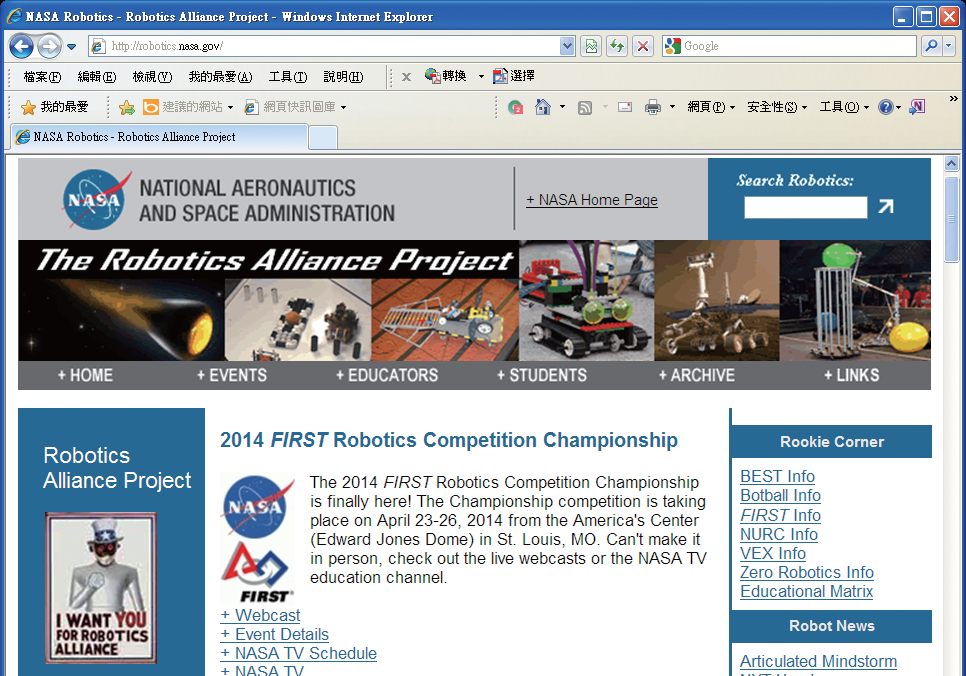 NASA Robotics - Robotics Alliance Project - Windows Internet Explorer
http://robotics.nasa.gov/
Google
檔案(F) 編輯(E) 檢視(V) 我的最愛(A) 工具(T) 說明(H) x 轉換 選擇
我的最愛 建議的網站 網頁快訊圖庫 網頁(P) 安全性(S) 工具(O) »
NASA Robotics - Robotics Alliance Project
NASA
NATIONAL AERONAUTICS
AND SPACE ADMINISTRATION
+ NASA Home Page
Search Robotics:
The Robotics Alliance Project
+ HOME + EVENTS + EDUCATORS + STUDENTS + ARCHIVE + LINKS
Robotics
Alliance Project
I WANT YOU
FOR ROBOTICS
ALLIANCE
2014 FIRST Robotics Competition Championship
NASA
FIRST
The 2014 FIRST Robotics Competition Championship
is finally here! The Championship competition is taking
place on April 23-26, 2014 from the America's Center
(Edward Jones Dome) in St. Louis, MO. Can't make it
in person, check out the live webcasts or the NASA TV
education channel.
+ Webcast
+ Event Details
+ NASA TV Schedule
+ NASA TV
Rookie Corner
BEST Info
Botball Info
FIRST Info
NURC Info
VEX Info
Zero Robotics Info
Educational Matrix
Robot News
Articulated Mindstorm